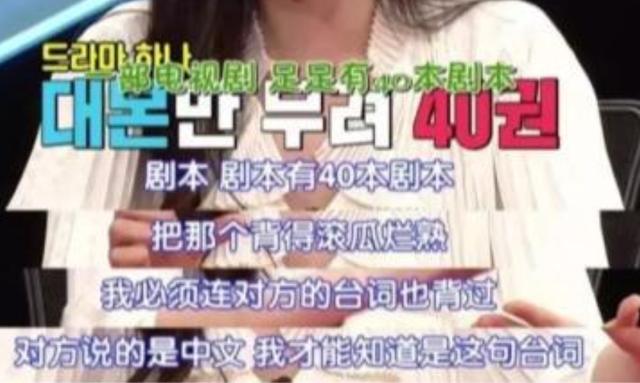 드라마 하나
一部电视剧 足足有40本剧本
대본만 무려 40권
剧本 剧本有40本剧本
把那个背得滚瓜烂熟
我必须连对方的台词也背过
对方说的是中文 我才能知道是这句台词